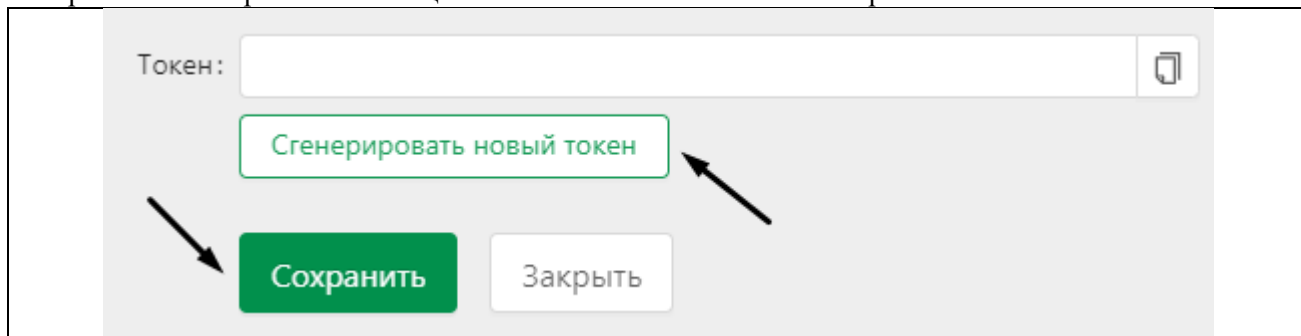 Токен:
Сгенерировать новый токен
Сохранить Закрыть